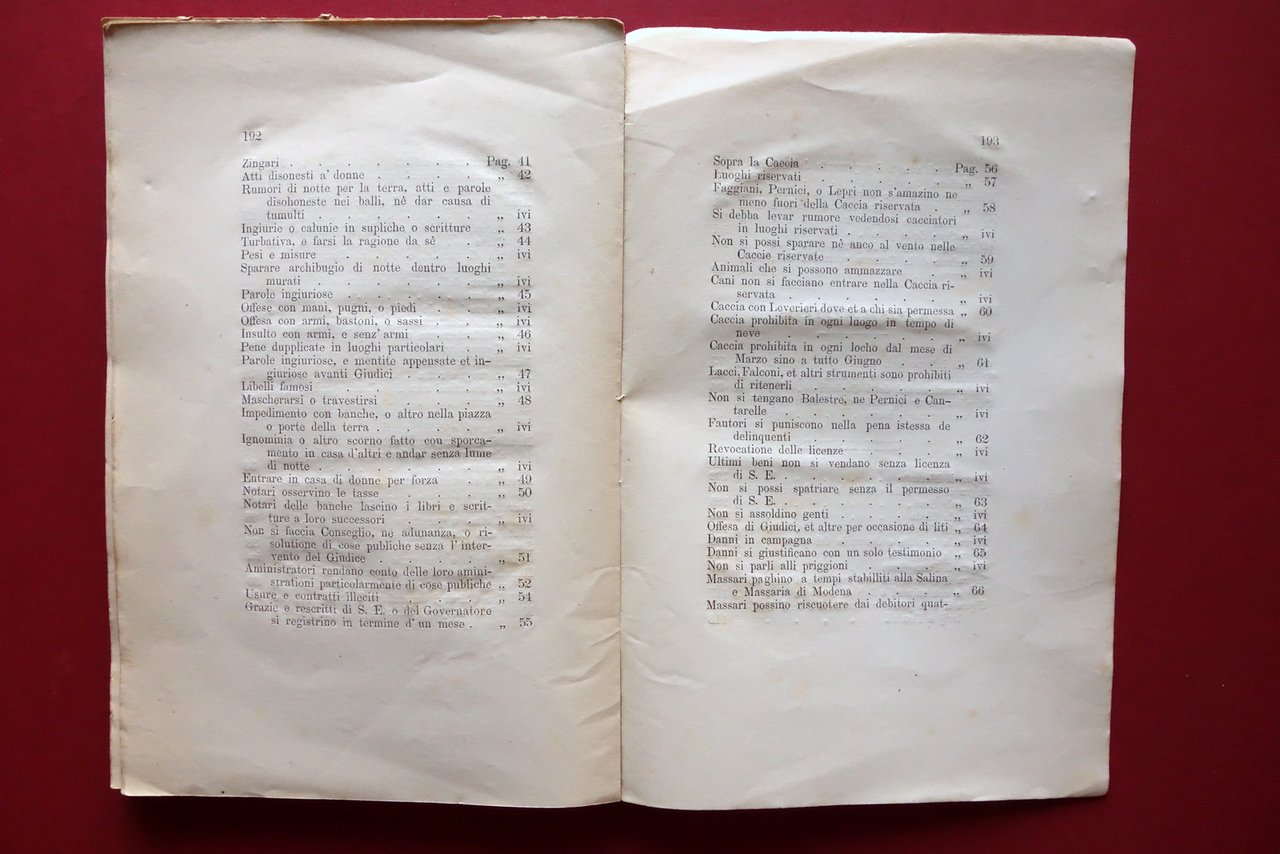 192
Zingari . . . . . . . Pag. 41
Atti disonesti a' donne . . . . „ 42
Rumori di notte per la terra, atti e parole
disohoneste nei balli, nè dar causa di
tumulti . . . . . . „ ivi
Ingiurie o calunie in supliche o scritture „ 43
Turbativa, e farsi la ragione da sè . „ 44
Pesi e misure . . . . . . „ ivi
Sparare archibugio di notte dentro luoghi
murati . . . . . . „ ivi
Parole ingiuriose . . . . . „ 45
Offese con mani, pugni, o piedi . . „ ivi
Offesa con armi, bastoni, o sassi . . „ ivi
Insulto con armi, e senz' armi . . „ 46
Pene dupplicate in luoghi particolari . „ ivi
Parole ingiuriose, e mentite appensate et in-
giuriose avanti Giudici . . . . „ 47
Libelli famosi . . . . . . „ ivi
Mascherarsi o travestirsi . . . „ 48
Impedimento con banche, o altro nella piazza
o porte della terra . . . . . „ ivi
Ignominia o altro scorno fatto con sporca-
mento in casa d'altri e andar senza lume
di notte . . . . . . „ ivi
Entrare in casa di donne per forza . „ 49
Notari osservino le tasse . . . „ 50
Notari delle banche lascino i libri e scrit-
ture a loro successori . . . . „ ivi
Non si faccia Conseglio, ne adunanza, o ri-
solutione di cose publiche senza l' inter-
vento del Giudice . . . . „ 51
Aministratori rendano conto delle loro amini-
strationi particolarmente di cose publiche „ 52
Usure e contratti illeciti . . . . „ 54
Grazie e rescritti di S. E. o del Governatore
si registrino in termine d' un mese . „ 55
193
Sopra la Caccia . . . . . Pag. 56
Luoghi riservati . . . . . „ 57
Faggiani, Pernici, o Lepri non s'amazino ne
meno fuori della Caccia riservata . „ 58
Si debba levar rumore vedendosi cacciatori
in luoghi riservati . . . . . „ ivi
Non si possi sparare nè anco al vento nelle
Caccie riservate . . . . . „ 59
Animali che si possono ammazzare . „ ivi
Cani non si facciano entrare nella Caccia ri-
servata . . . . . . . „ ivi
Caccia con Leverieri dove et a chi sia permessa „ 60
Caccia prohibita in ogni luogo in tempo di
neve . . . . . . . „ ivi
Caccia prohibita in ogni locho dal mese di
Marzo sino a tutto Giugno . . . „ 61
Lacci, Falconi, et altri strumenti sono prohibiti
di ritenerli . . . . . . „ ivi
Non si tengano Balestre, ne Pernici e Can-
tarelle . . . . . . . „ ivi
Fautori si puniscono nella pena istessa de
delinquenti . . . . . . „ 62
Revocatione delle licenze . . . . „ ivi
Ultimi beni non si vendano senza licenza
di S. E. . . . . . . „ ivi
Non si possi spatriare senza il permesso
di S. E. . . . . . . „ 63
Non si assoldino genti . . . . „ ivi
Offesa di Giudici, et altre per occasione di liti „ 64
Danni in campagna . . . . . „ ivi
Danni si giustificano con un solo testimonio „ 65
Non si parli alli priggioni . . . . „ ivi
Massari paghino a tempi stabilliti alla Salina
e Massaria di Modena . . . . „ 66
Massari possino riscuotere dai debitori quat-